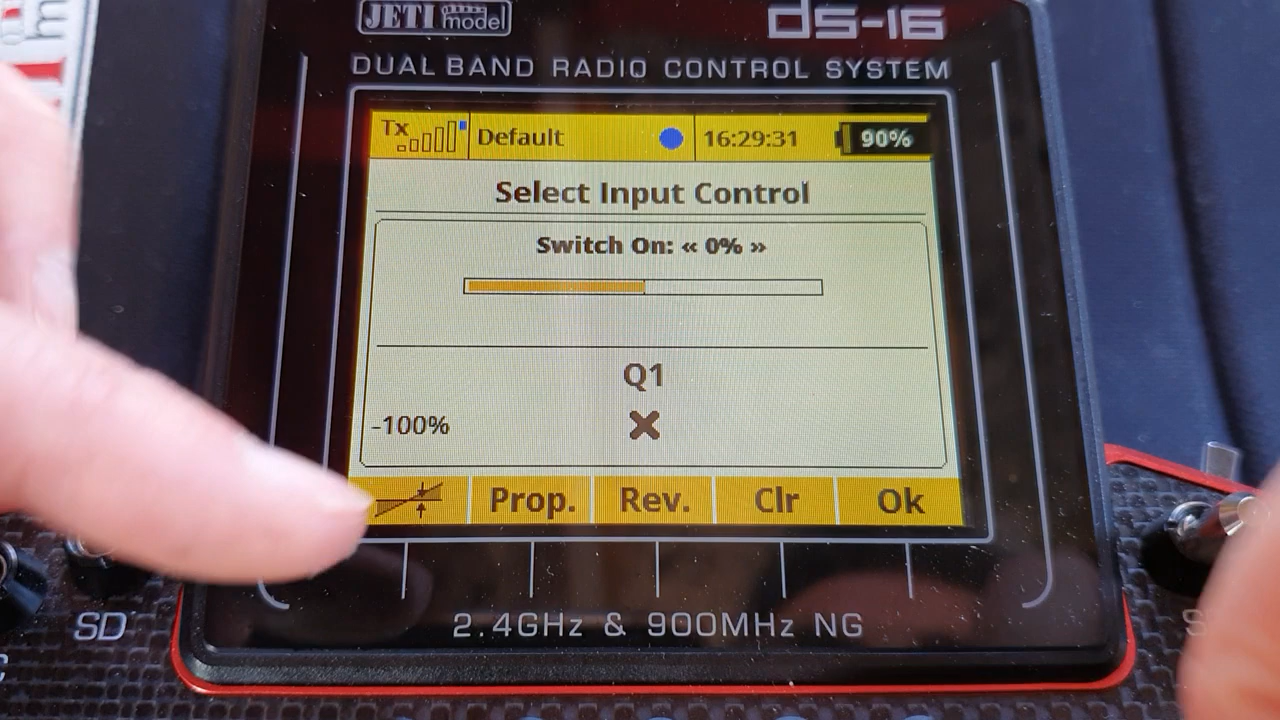 JETI model
DS-16
DUAL BAND RADIO CONTROL SYSTEM
Tx Default 16:29:31 90%
Select Input Control
Switch On: « 0% »
Q1
-100%
Prop. Rev. Clr Ok
2.4GHz & 900MHz NG
SD